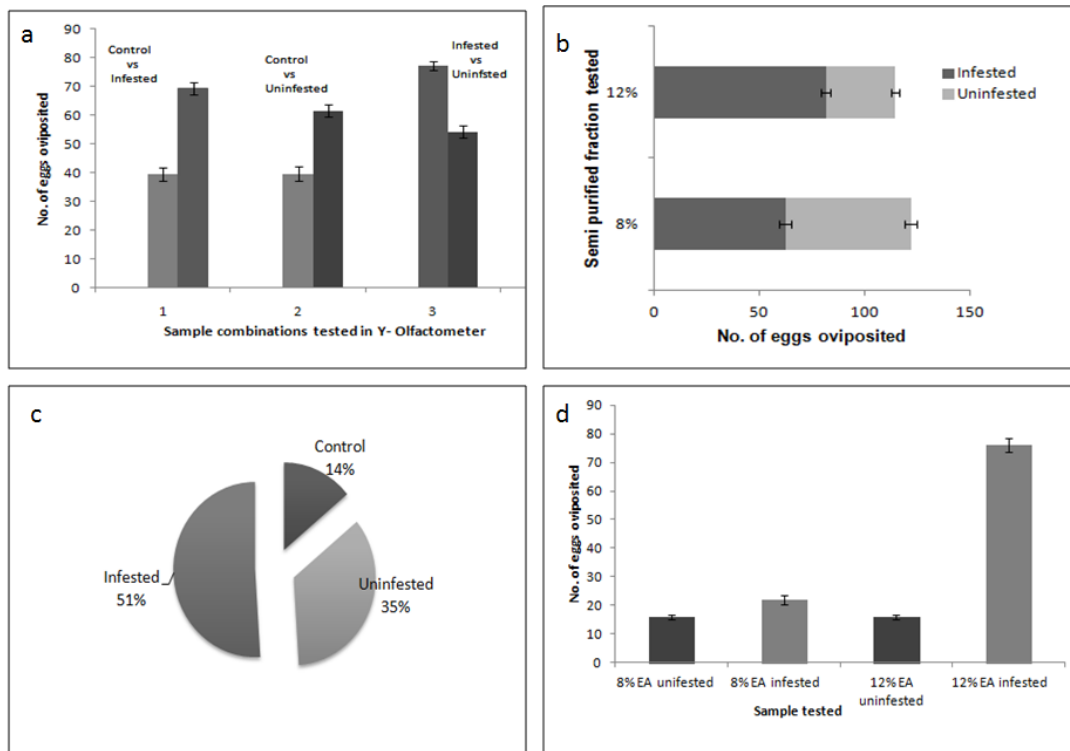 a
90
80
70
60
50
40
30
20
10
0
No. of eggs oviposited
Control
vs
Infested
Control
vs
Uninfested
Infested
vs
Uninfsted
1 2 3
Sample combinations tested in Y- Olfactometer
b
Semi purified fraction tested
12%
8%
Infested
Uninfested
0 50 100 150
No. of eggs oviposited
c
Control
14%
Infested
51%
Uninfested
35%
d
90
80
70
60
50
40
30
20
10
0
No. of eggs oviposited
8%EA unifested 8%EA infested 12%EA uninfested 12%EA infested
Sample tested